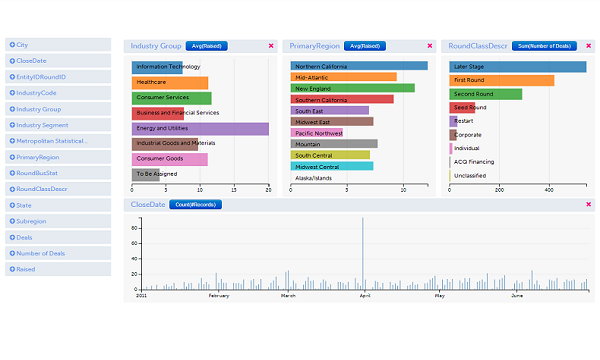 City
CloseDate
EntityIDRoundID
IndustryCode
Industry Group
Industry Segment
Metropolitan Statistical ..
PrimaryRegion
RoundBusStat
RoundClassDescr
State
Subregion
Deals
Number of Deals
Raised
Industry Group Avg(Raised)
Information Technology
Healthcare
Consumer Services
Business and Financial Services
Energy and Utilities
Industrial Goods and Materials
Consumer Goods
To Be Assigned
0 5 10 15 20
PrimaryRegion Avg(Raised)
Northern California
Mid-Atlantic
New England
Southern California
South East
Midwest East
Pacific Northwest
Mountain
South Central
Midwest Central
Alaska/Islands
0 5 10
RoundClassDescr Sum(Number of Deals)
Later Stage
First Round
Second Round
Seed Round
Restart
Corporate
Individual
ACQ Financing
Unclassified
0 200 400
CloseDate Count(#Records)
80
60
40
20
0
2011 February March April May June